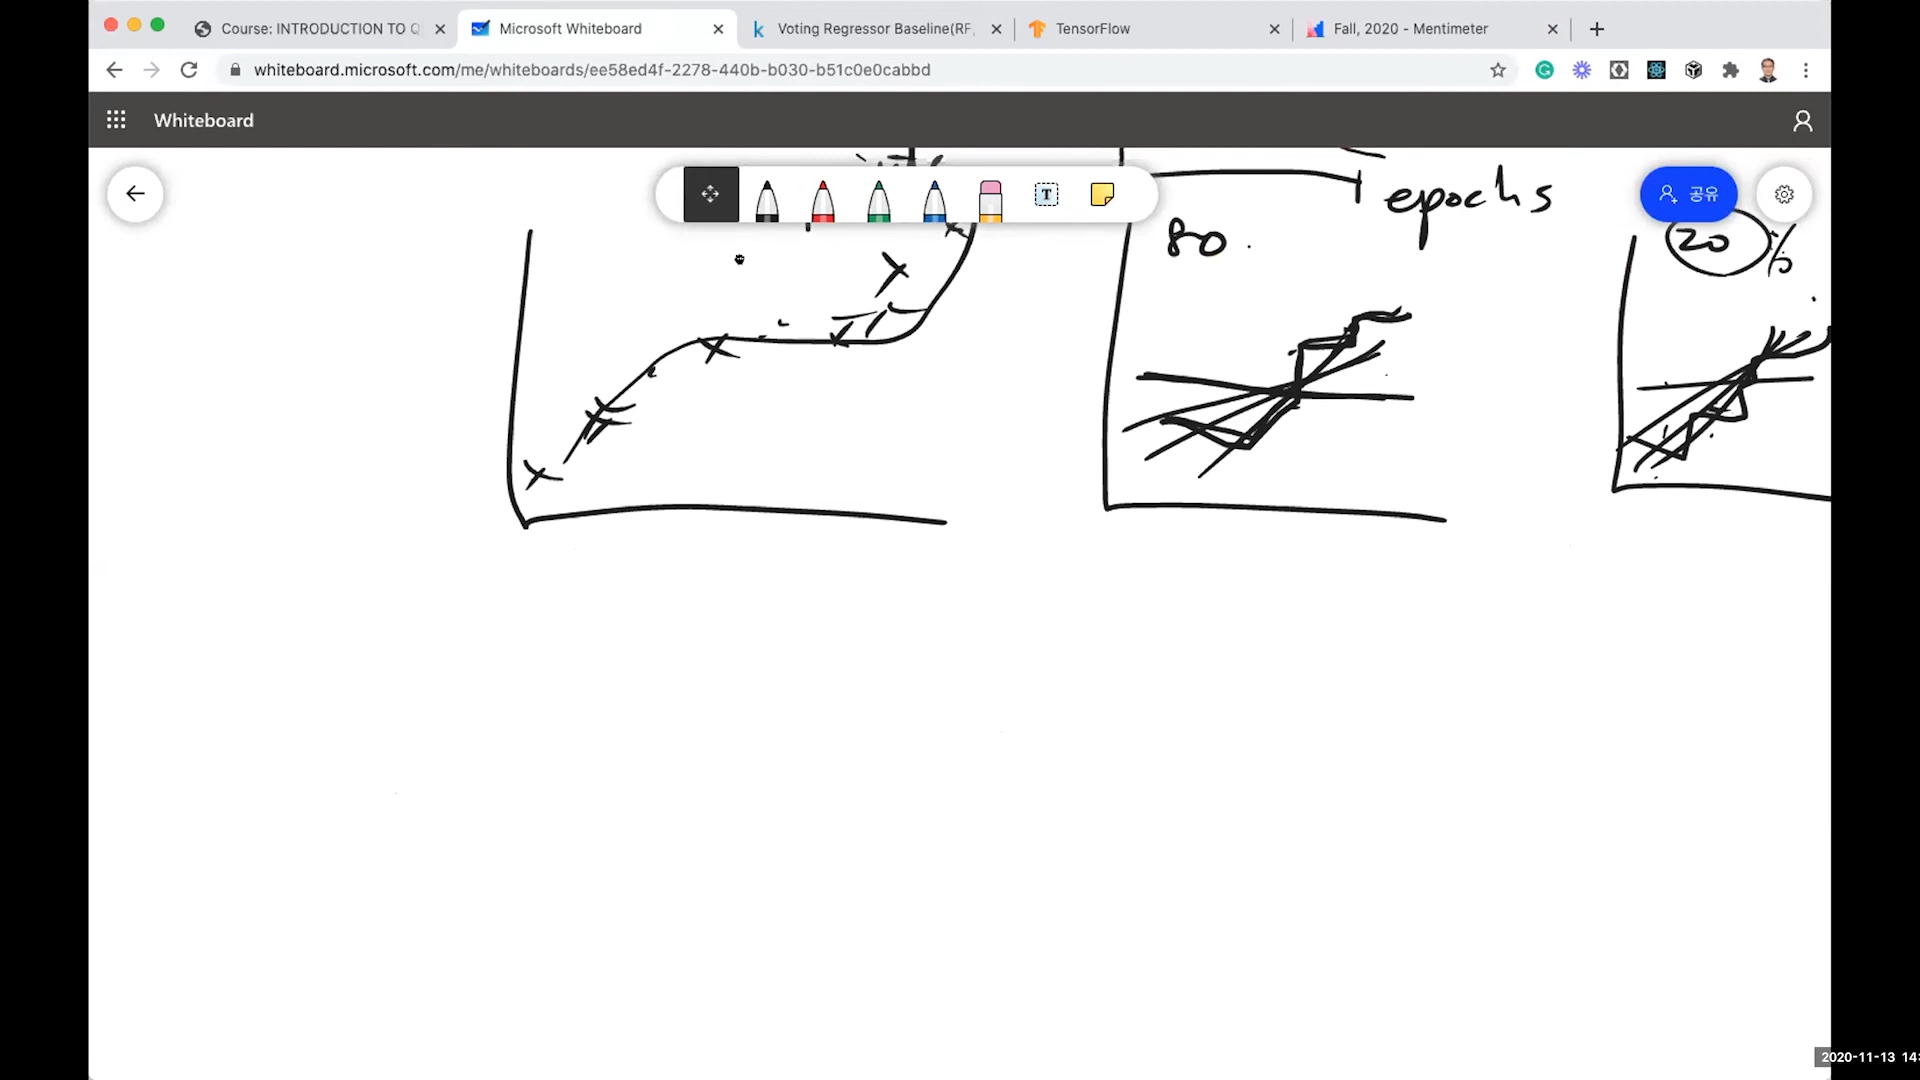 Course: INTRODUCTION TO Q
Microsoft Whiteboard
Voting Regressor Baseline(RF,
TensorFlow
Fall, 2020 - Mentimeter
whiteboard.microsoft.com/me/whiteboards/ee58ed4f-2278-440b-b030-b51c0e0cabbd
Whiteboard
epochs
공유
80
20 %
2020-11-13 14: